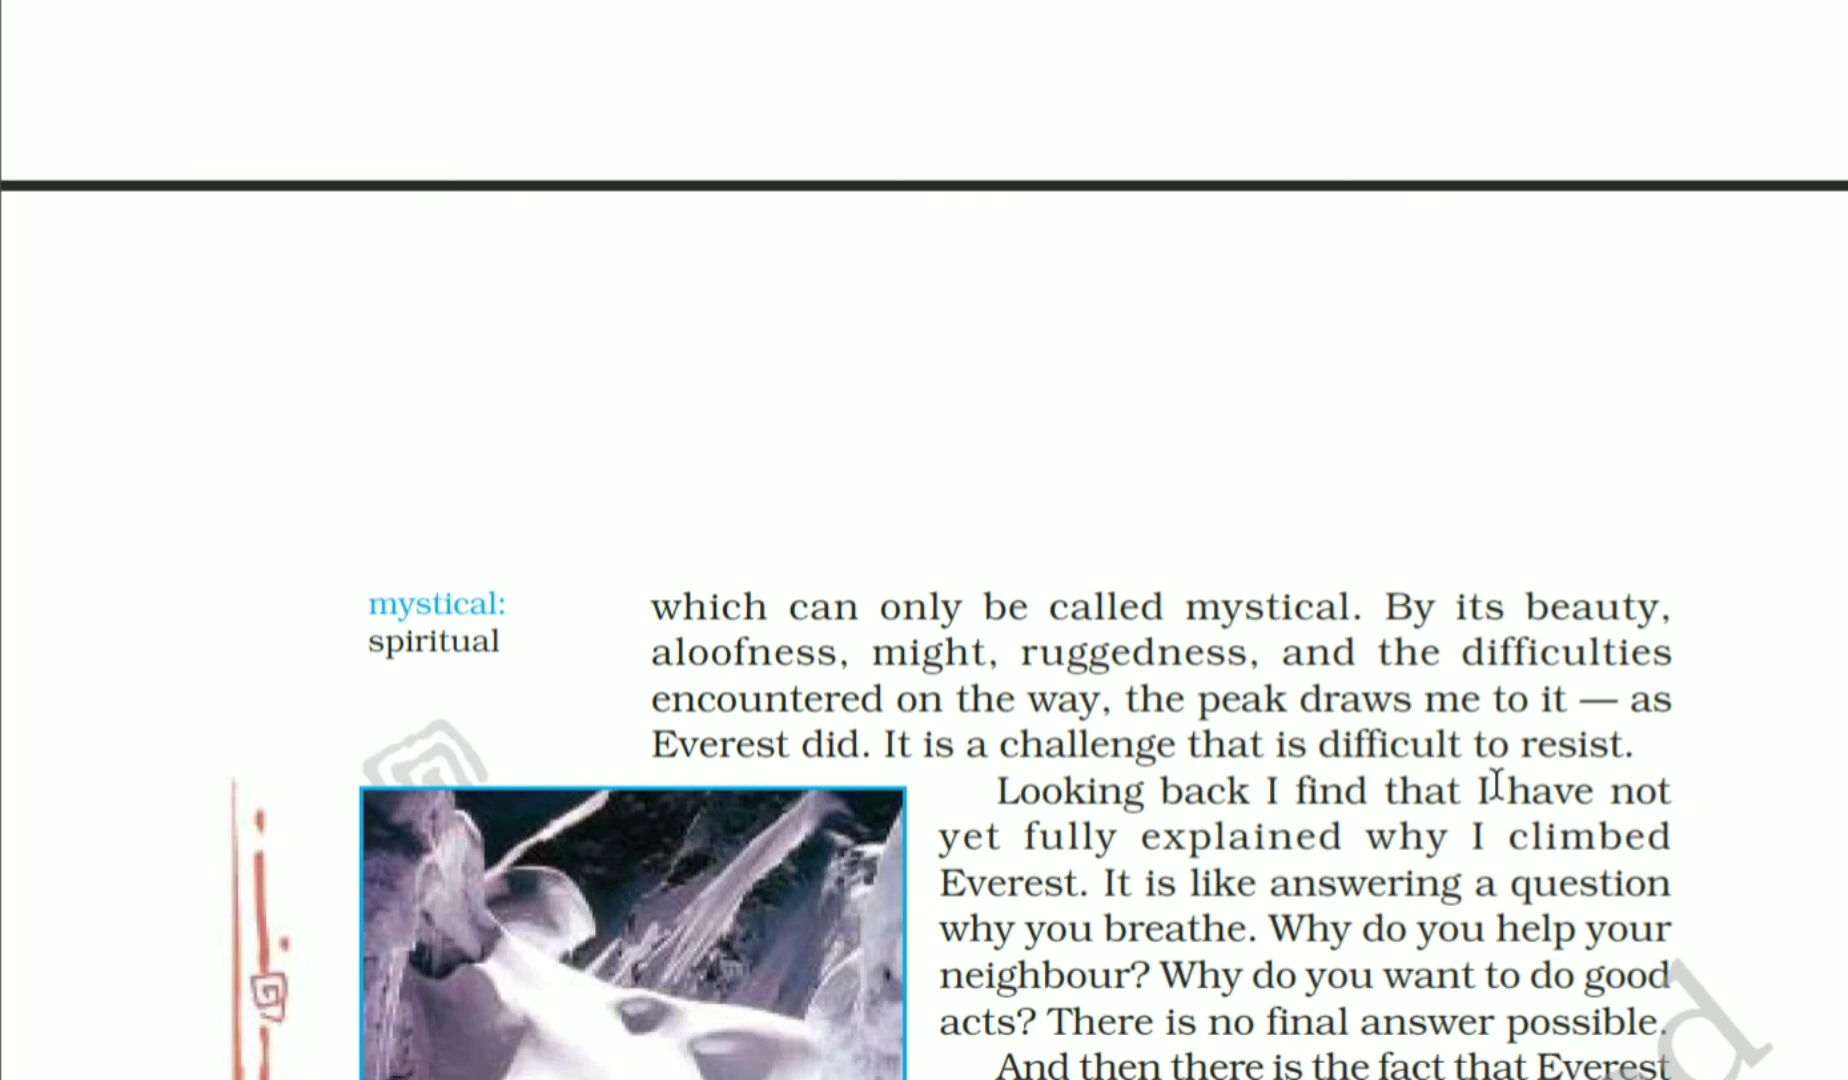 mystical:
spiritual
which can only be called mystical. By its beauty,
aloofness, might, ruggedness, and the difficulties
encountered on the way, the peak draws me to it — as
Everest did. It is a challenge that is difficult to resist.
Looking back I find that I have not
yet fully explained why I climbed
Everest. It is like answering a question
why you breathe. Why do you help your
neighbour? Why do you want to do good
acts? There is no final answer possible.
And then there is the fact that Everest